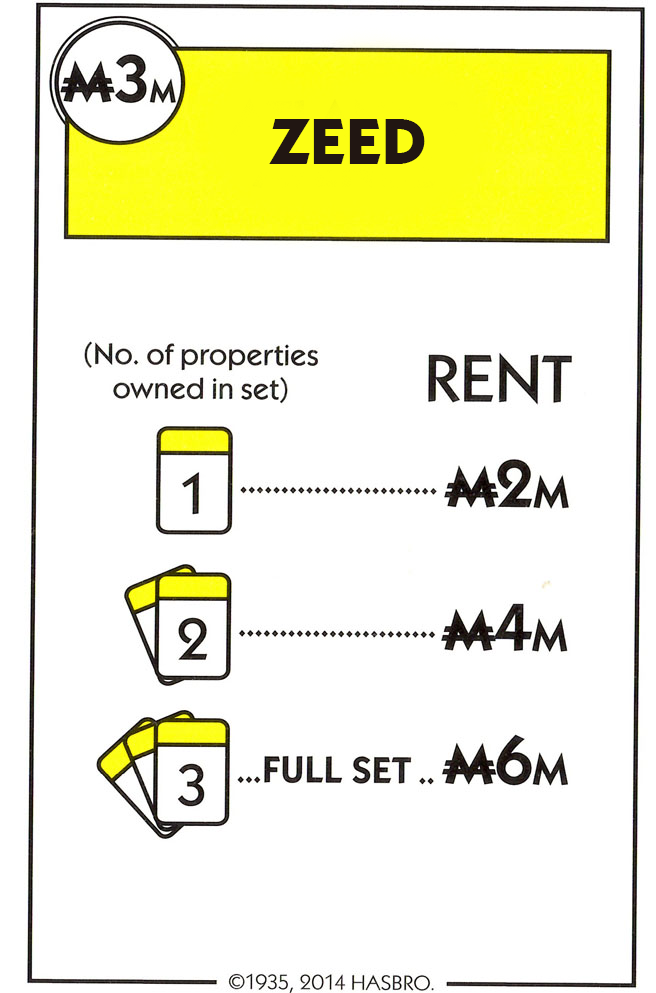 ₩3M
ZEED
(No. of properties
owned in set)
RENT
1 ₩2M
2 ₩4M
3 ...FULL SET .. ₩6M
©1935, 2014 HASBRO.